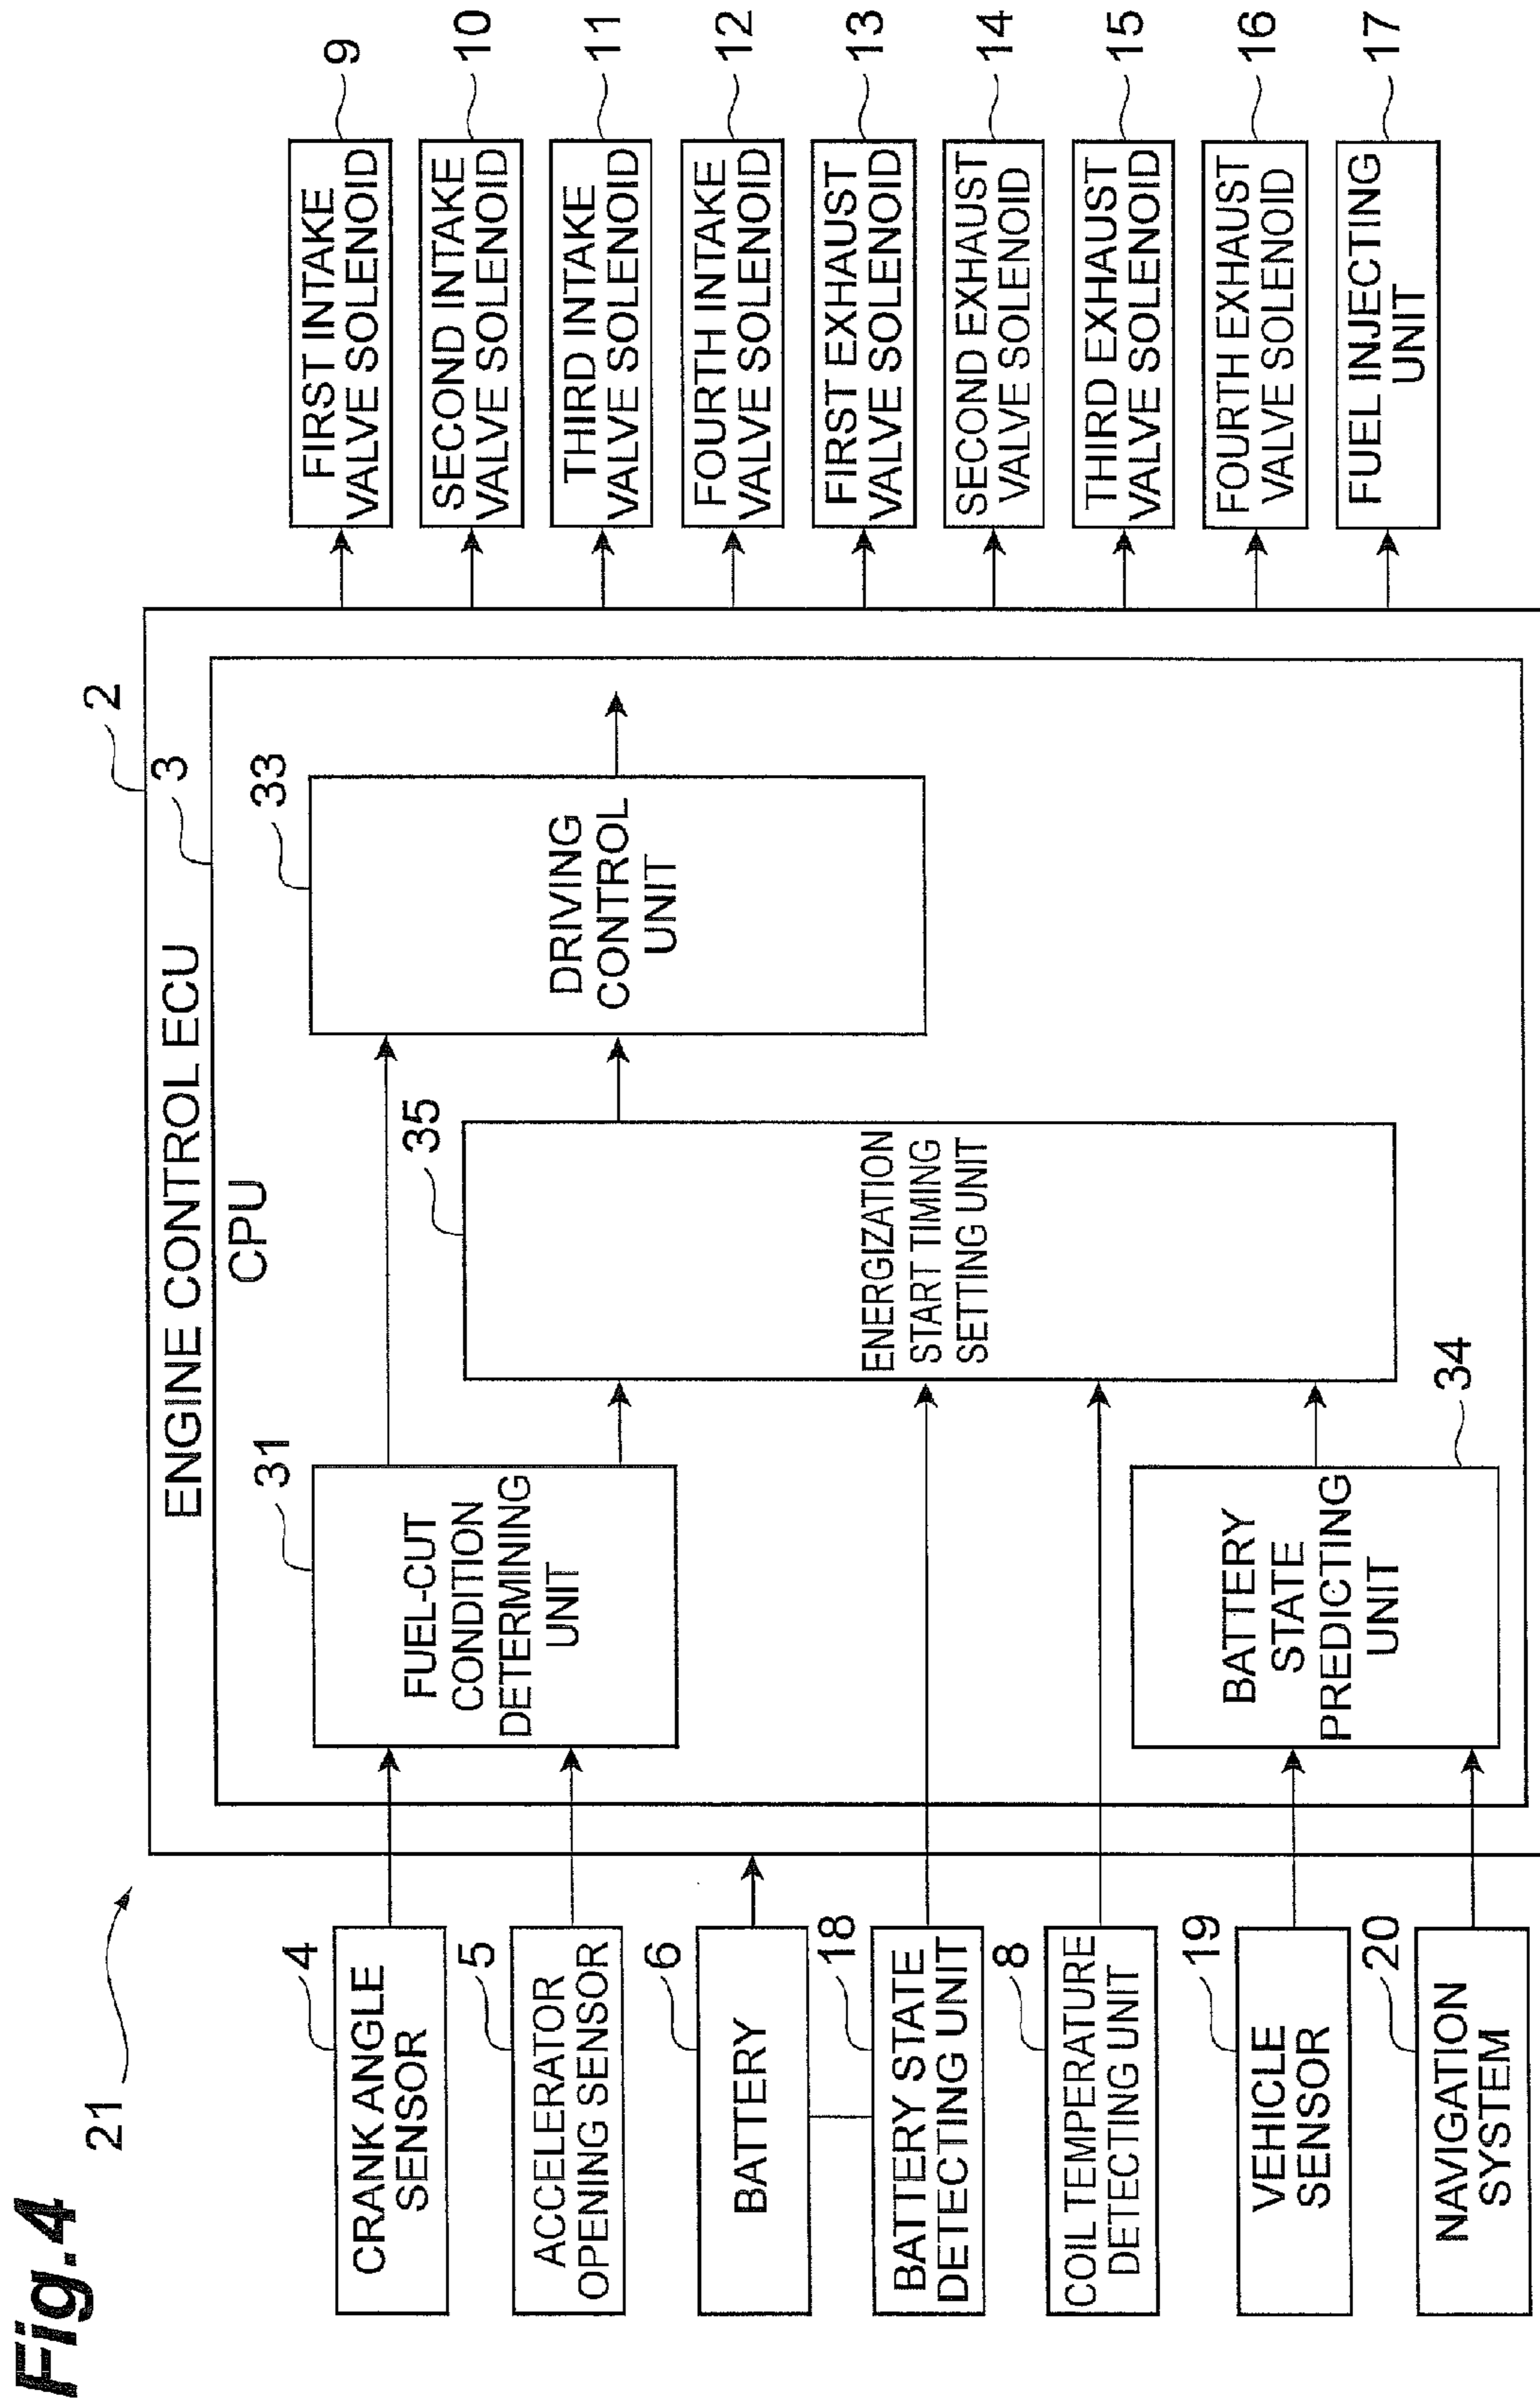 Fig.4
21
2
ENGINE CONTROL ECU
3
CPU
4
CRANK ANGLE
SENSOR
5
ACCELERATOR
OPENING SENSOR
6
BATTERY
18
BATTERY STATE
DETECTING UNIT
8
COIL TEMPERATURE
DETECTING UNIT
19
VEHICLE
SENSOR
20
NAVIGATION
SYSTEM
31
FUEL-CUT
CONDITION
DETERMINING
UNIT
34
BATTERY
STATE
PREDICTING
UNIT
35
ENERGIZATION
START TIMING
SETTING UNIT
33
DRIVING
CONTROL
UNIT
FIRST INTAKE
VALVE SOLENOID
9
SECOND INTAKE
VALVE SOLENOID
10
THIRD INTAKE
VALVE SOLENOID
11
FOURTH INTAKE
VALVE SOLENOID
12
FIRST EXHAUST
VALVE SOLENOID
13
SECOND EXHAUST
VALVE SOLENOID
14
THIRD EXHAUST
VALVE SOLENOID
15
FOURTH EXHAUST
VALVE SOLENOID
16
FUEL INJECTING
UNIT
17